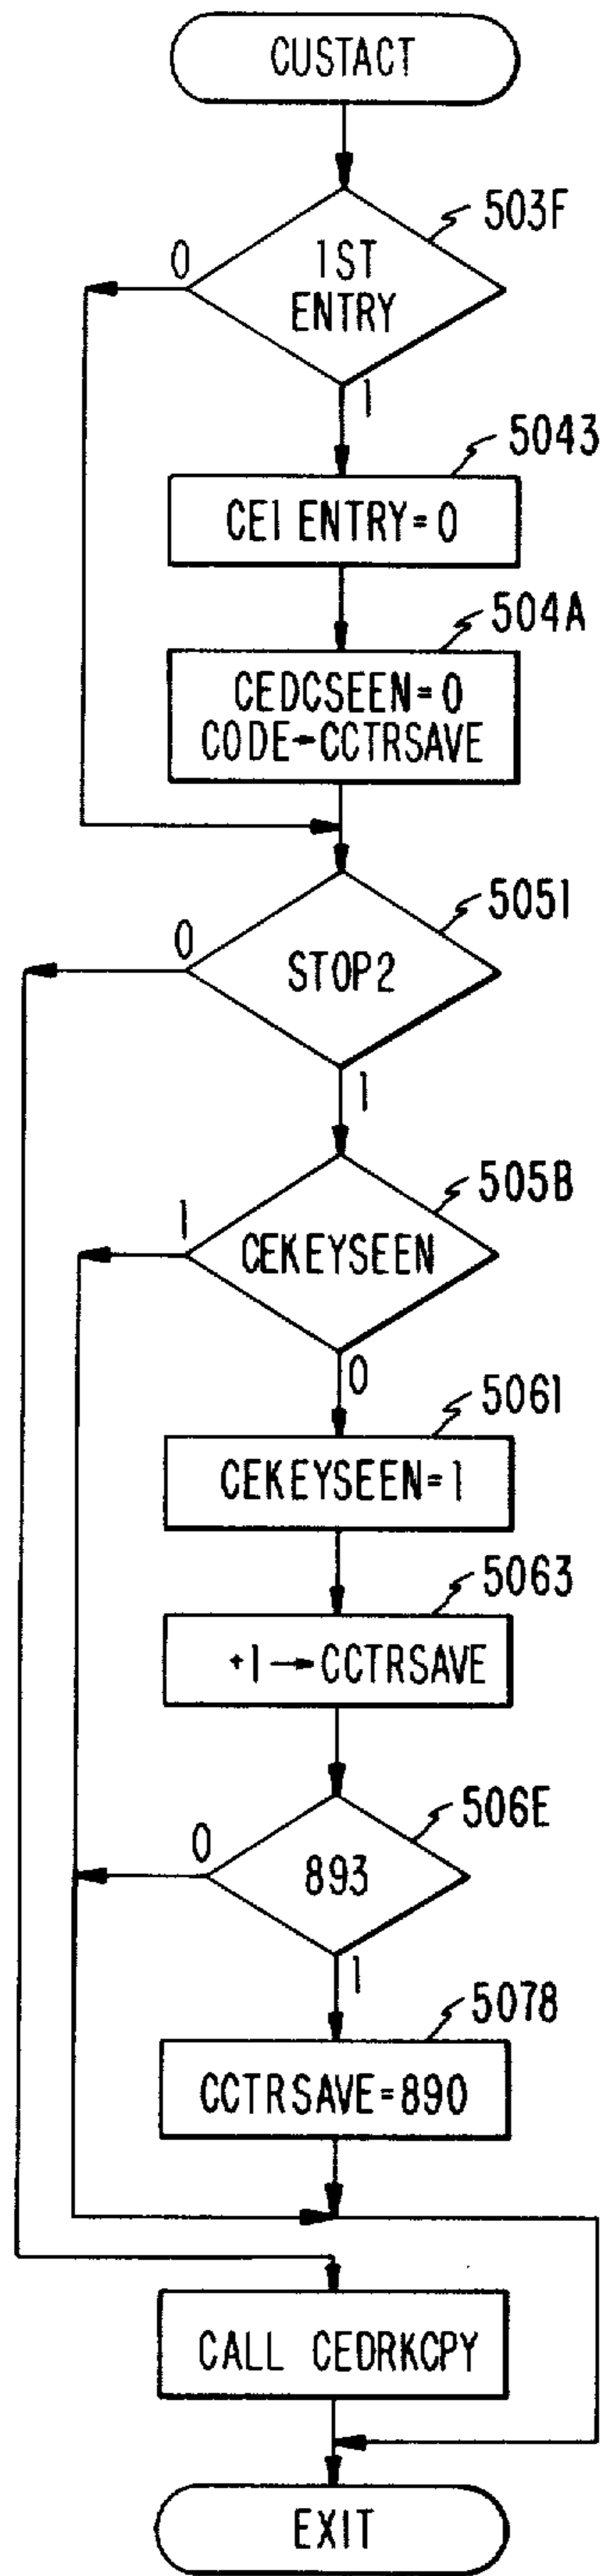 CUSTACT
503F
0
1ST
ENTRY
1
5043
CE1 ENTRY=0
504A
CEDCSEEN=0
CODE→CCTRSAVE
5051
0
STOP2
1
505B
1
CEKEYSEEN
0
5061
CEKEYSEEN=1
5063
+1→CCTRSAVE
506E
0
893
1
5078
CCTRSAVE=890
CALL CEDRKCPY
EXIT